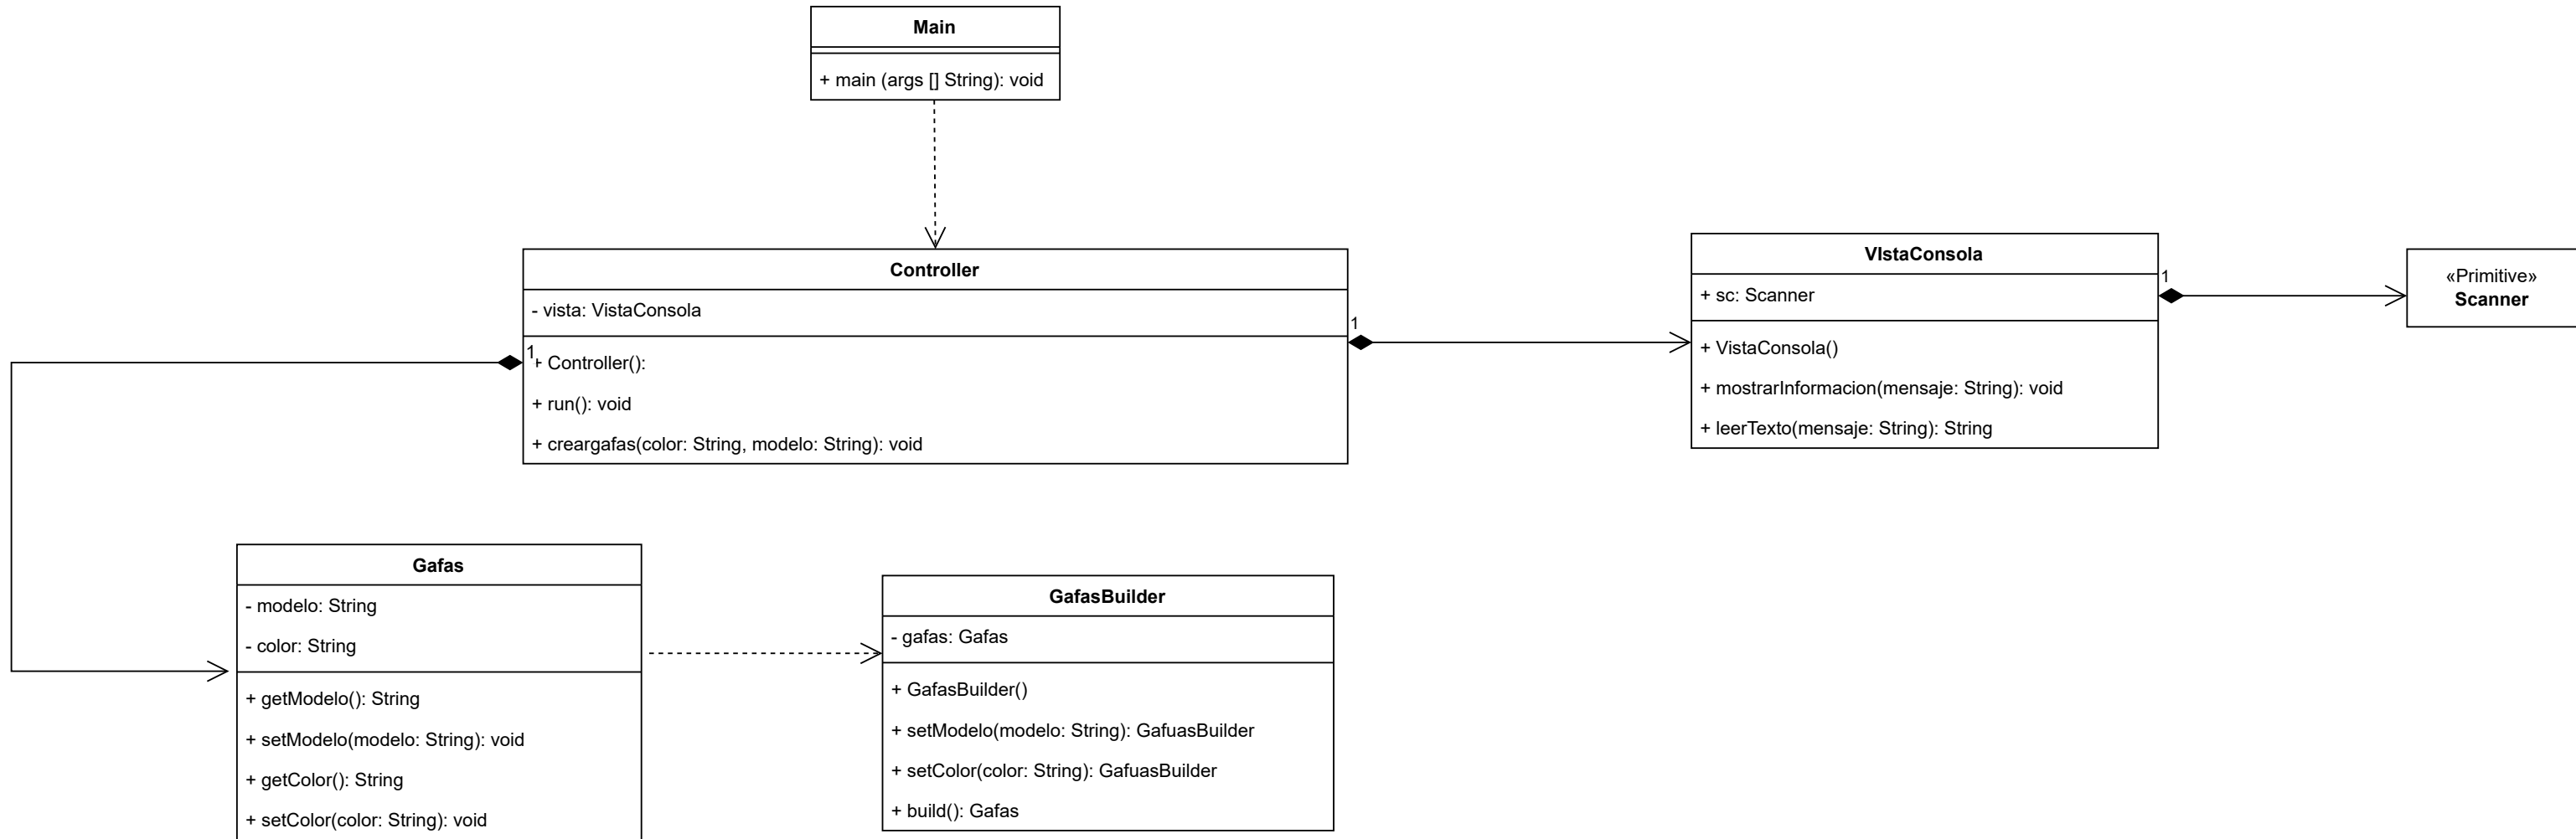 Main
+ main (args [] String): void
Controller
- vista: VistaConsola
1
1
+ Controller():
+ run(): void
+ creargafas(color: String, modelo: String): void
VIstaConsola
+ sc: Scanner
1
+ VistaConsola()
+ mostrarInformacion(mensaje: String): void
+ leerTexto(mensaje: String): String
«Primitive»
Scanner
Gafas
- modelo: String
- color: String
+ getModelo(): String
+ setModelo(modelo: String): void
+ getColor(): String
+ setColor(color: String): void
GafasBuilder
- gafas: Gafas
+ GafasBuilder()
+ setModelo(modelo: String): GafuasBuilder
+ setColor(color: String): GafuasBuilder
+ build(): Gafas